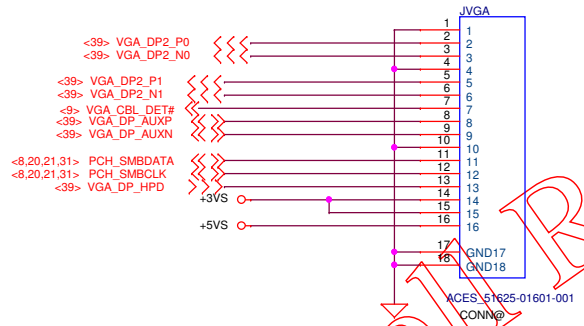 JVGA
1 1
<39> VGA_DP2_P0 2 2
<39> VGA_DP2_N0 3 3
4 4
<39> VGA_DP2_P1 5 5
<39> VGA_DP2_N1 6 6
<9> VGA_CBL_DET# 7 7
<39> VGA_DP_AUXP 8 8
<39> VGA_DP_AUXN 9 9
10 10
<8,20,21,31> PCH_SMBDATA 11 11
<8,20,21,31> PCH_SMBCLK 12 12
<39> VGA_DP_HPD 13 13
+3VS 14 14
15 15
+5VS 16 16
17 GND17
18 GND18
ACES_51625-01601-001
CONN@